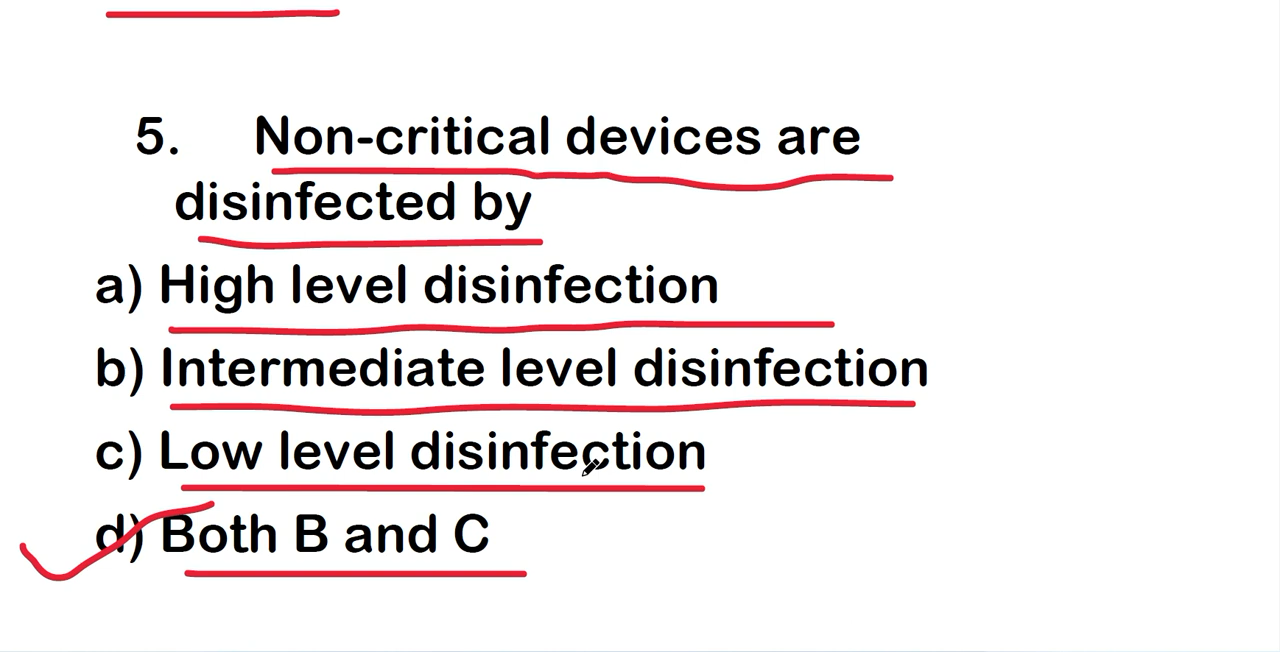 5. Non-critical devices are
disinfected by
a) High level disinfection
b) Intermediate level disinfection
c) Low level disinfection
d) Both B and C